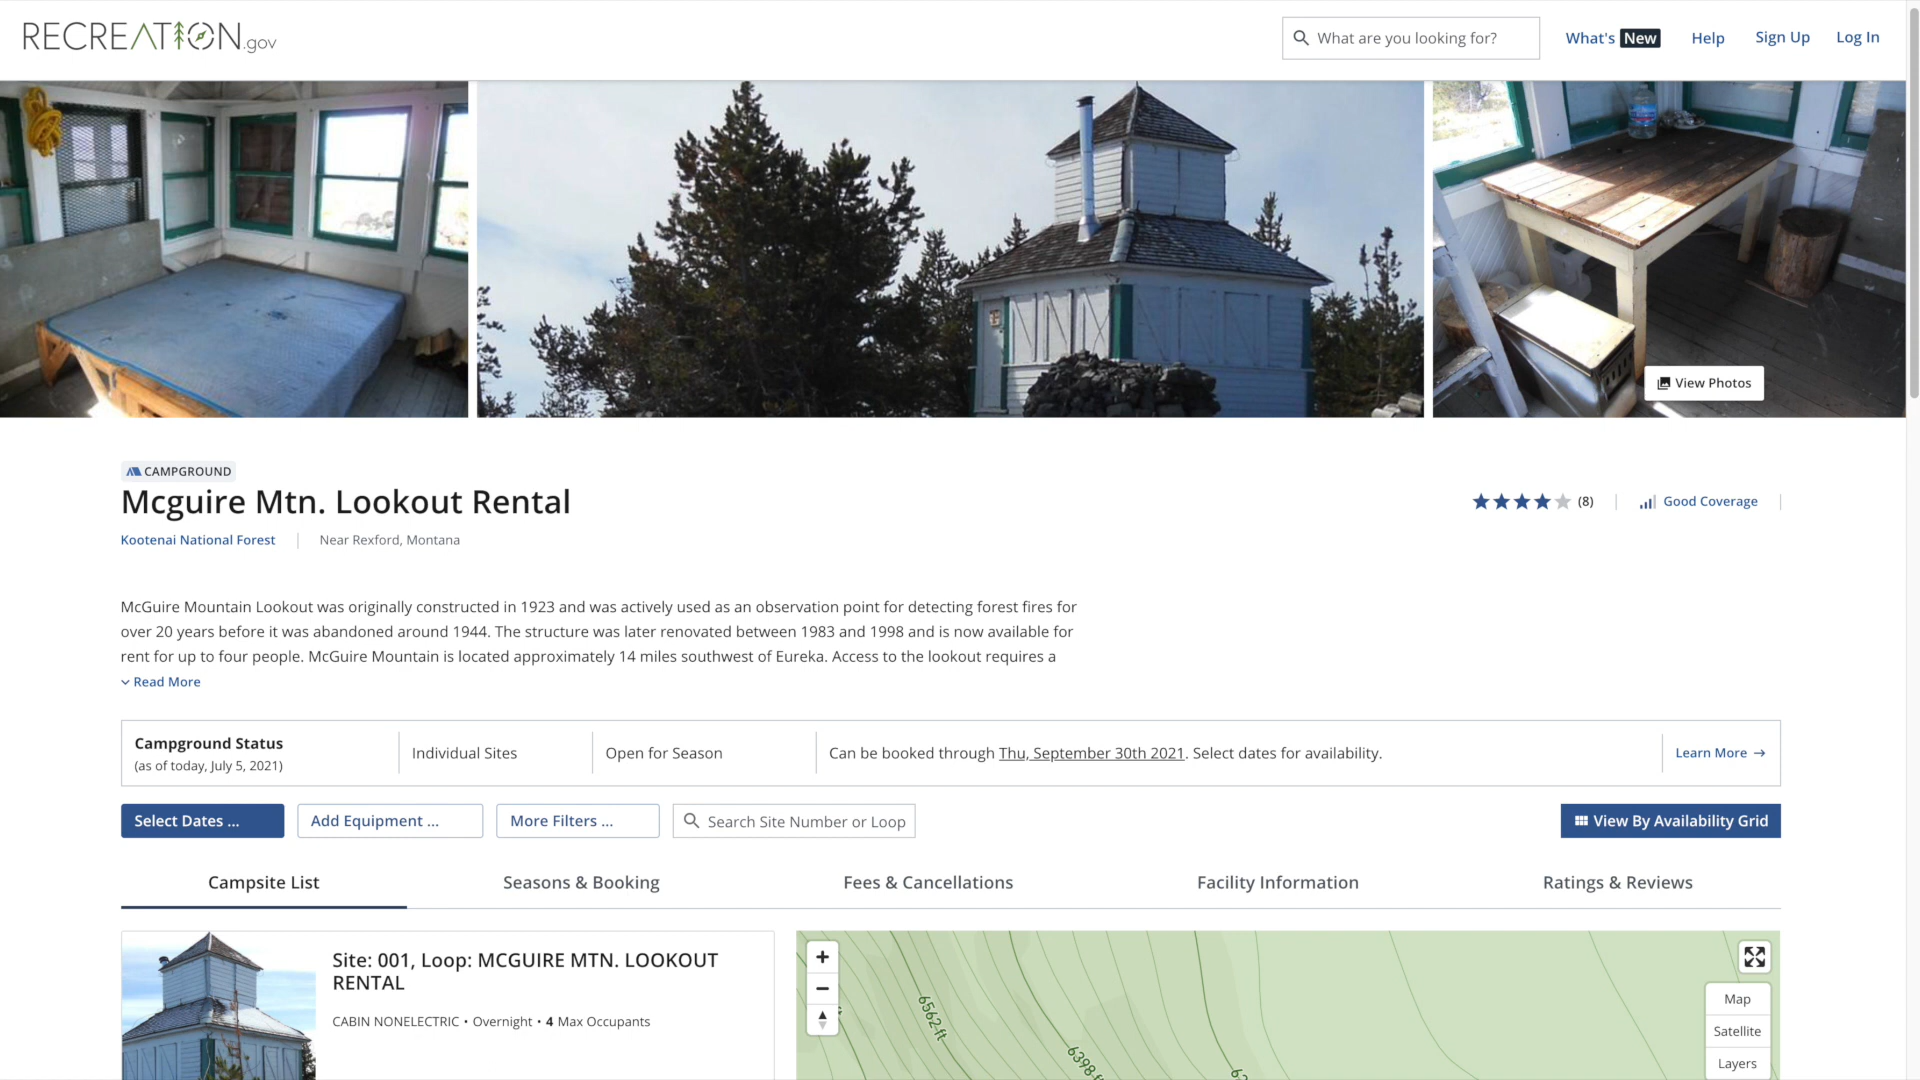 RECREATION.gov
What are you looking for?
What's New
Help
Sign Up
Log In
View Photos
CAMPGROUND
Mcguire Mtn. Lookout Rental
(8)
Good Coverage
Kootenai National Forest
Near Rexford, Montana
McGuire Mountain Lookout was originally constructed in 1923 and was actively used as an observation point for detecting forest fires for
over 20 years before it was abandoned around 1944. The structure was later renovated between 1983 and 1998 and is now available for
rent for up to four people. McGuire Mountain is located approximately 14 miles southwest of Eureka. Access to the lookout requires a
Read More
Campground Status
(as of today, July 5, 2021)
Individual Sites
Open for Season
Can be booked through Thu, September 30th 2021. Select dates for availability.
Learn More →
Select Dates ...
Add Equipment ...
More Filters ...
Search Site Number or Loop
View By Availability Grid
Campsite List
Seasons & Booking
Fees & Cancellations
Facility Information
Ratings & Reviews
Site: 001, Loop: MCGUIRE MTN. LOOKOUT
RENTAL
CABIN NONELECTRIC • Overnight • 4 Max Occupants
+
−
6562 ft
6398 ft
Map
Satellite
Layers